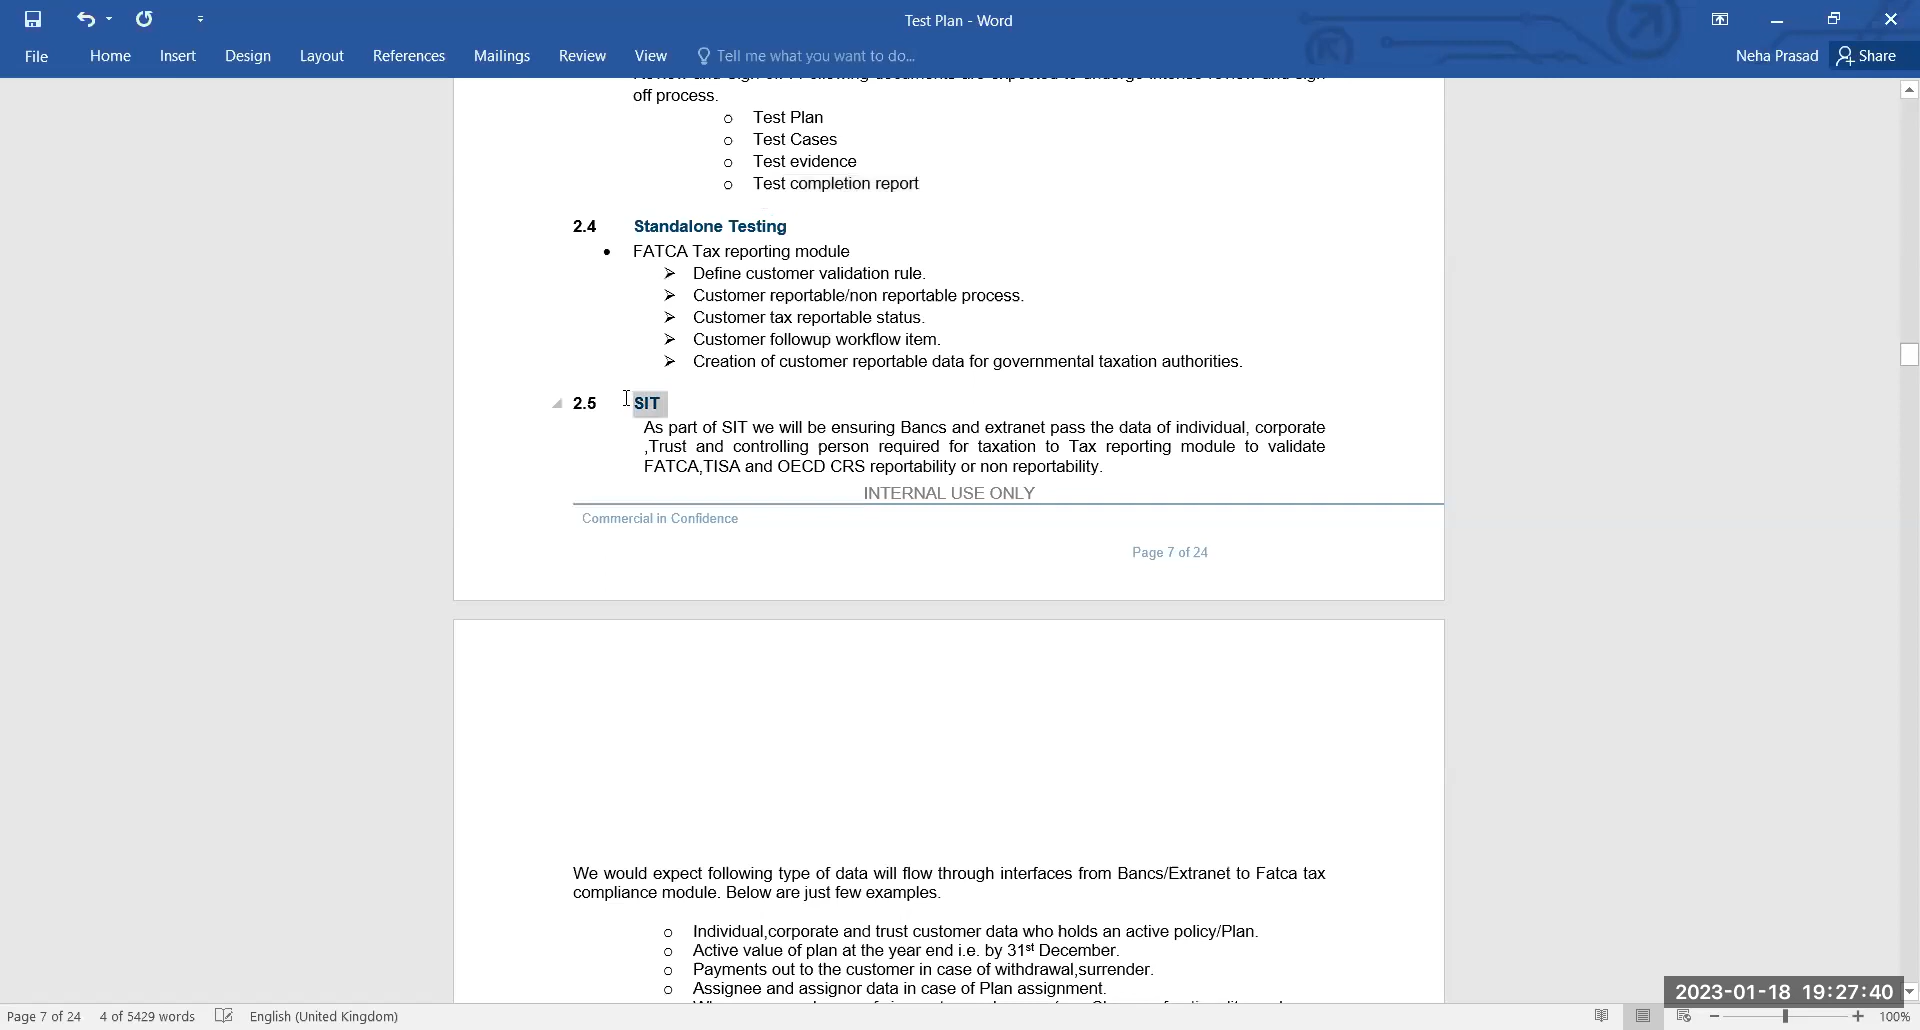 Test Plan - Word
File Home Insert Design Layout References Mailings Review View Tell me what you want to do... Neha Prasad Share
off process.
o Test Plan
o Test Cases
o Test evidence
o Test completion report
2.4 Standalone Testing
• FATCA Tax reporting module
➢ Define customer validation rule.
➢ Customer reportable/non reportable process.
➢ Customer tax reportable status.
➢ Customer followup workflow item.
➢ Creation of customer reportable data for governmental taxation authorities.
2.5 SIT
As part of SIT we will be ensuring Bancs and extranet pass the data of individual, corporate
,Trust and controlling person required for taxation to Tax reporting module to validate
FATCA,TISA and OECD CRS reportability or non reportability.
INTERNAL USE ONLY
Commercial in Confidence
Page 7 of 24
We would expect following type of data will flow through interfaces from Bancs/Extranet to Fatca tax
compliance module. Below are just few examples.
o Individual,corporate and trust customer data who holds an active policy/Plan.
o Active value of plan at the year end i.e. by 31st December.
o Payments out to the customer in case of withdrawal,surrender.
o Assignee and assignor data in case of Plan assignment.
2023-01-18 19:27:40
Page 7 of 24 4 of 5429 words English (United Kingdom) 100%